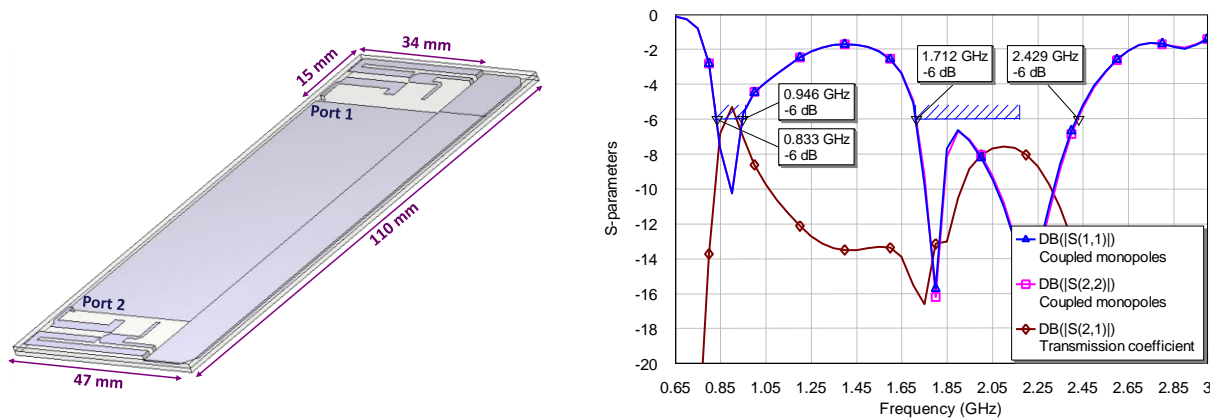 34 mm
15 mm
Port 1
110 mm
Port 2
47 mm
S-parameters
0
-2
-4
-6
-8
-10
-12
-14
-16
-18
-20
1.712 GHz
-6 dB
2.429 GHz
-6 dB
0.946 GHz
-6 dB
0.833 GHz
-6 dB
DB(|S(1,1)|)
Coupled monopoles
DB(|S(2,2)|)
Coupled monopoles
DB(|S(2,1)|)
Transmission coefficient
0.65 0.85 1.05 1.25 1.45 1.65 1.85 2.05 2.25 2.45 2.65 2.85 3
Frequency (GHz)